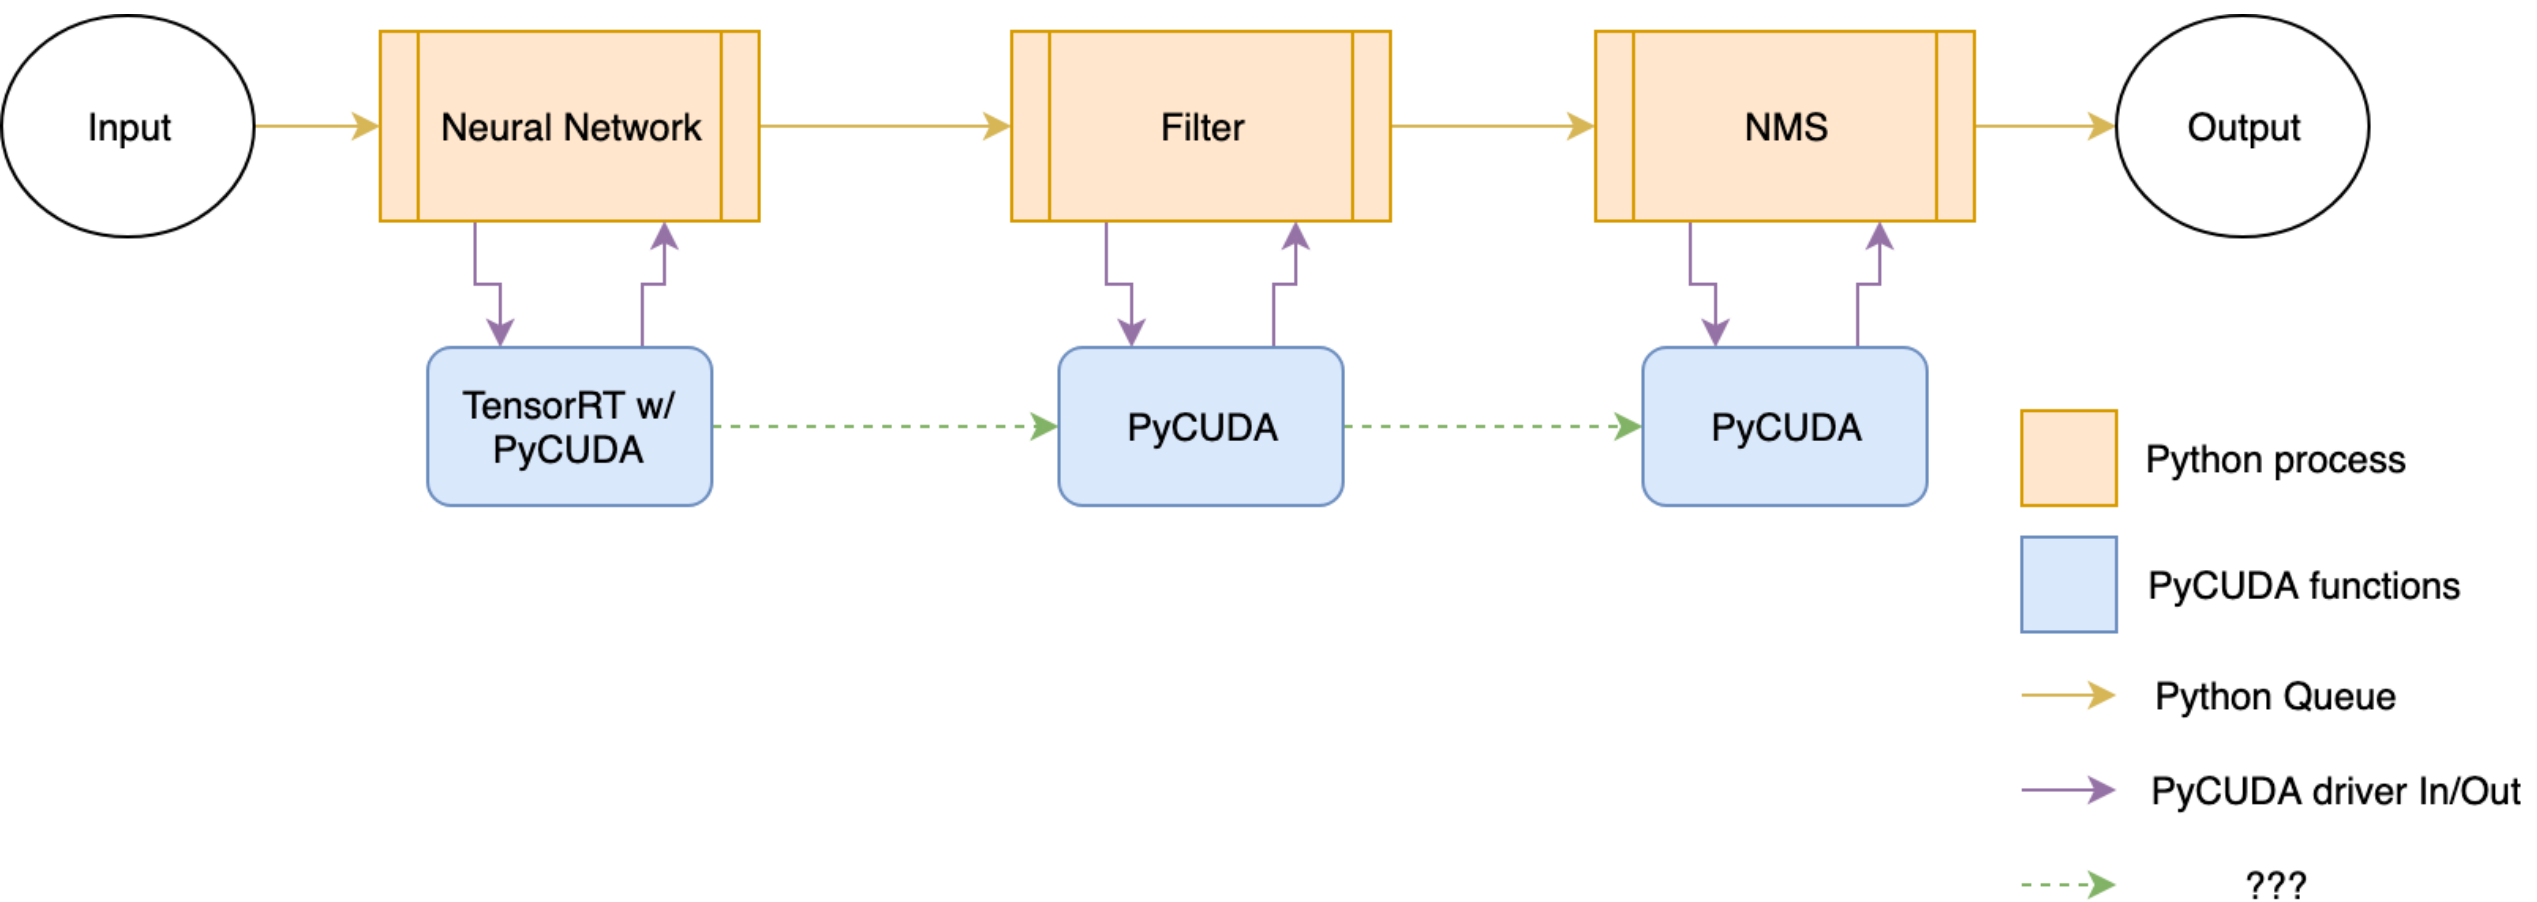 Input
Neural Network
Filter
NMS
Output
TensorRT w/
PyCUDA
PyCUDA
PyCUDA
Python process
PyCUDA functions
Python Queue
PyCUDA driver In/Out
???